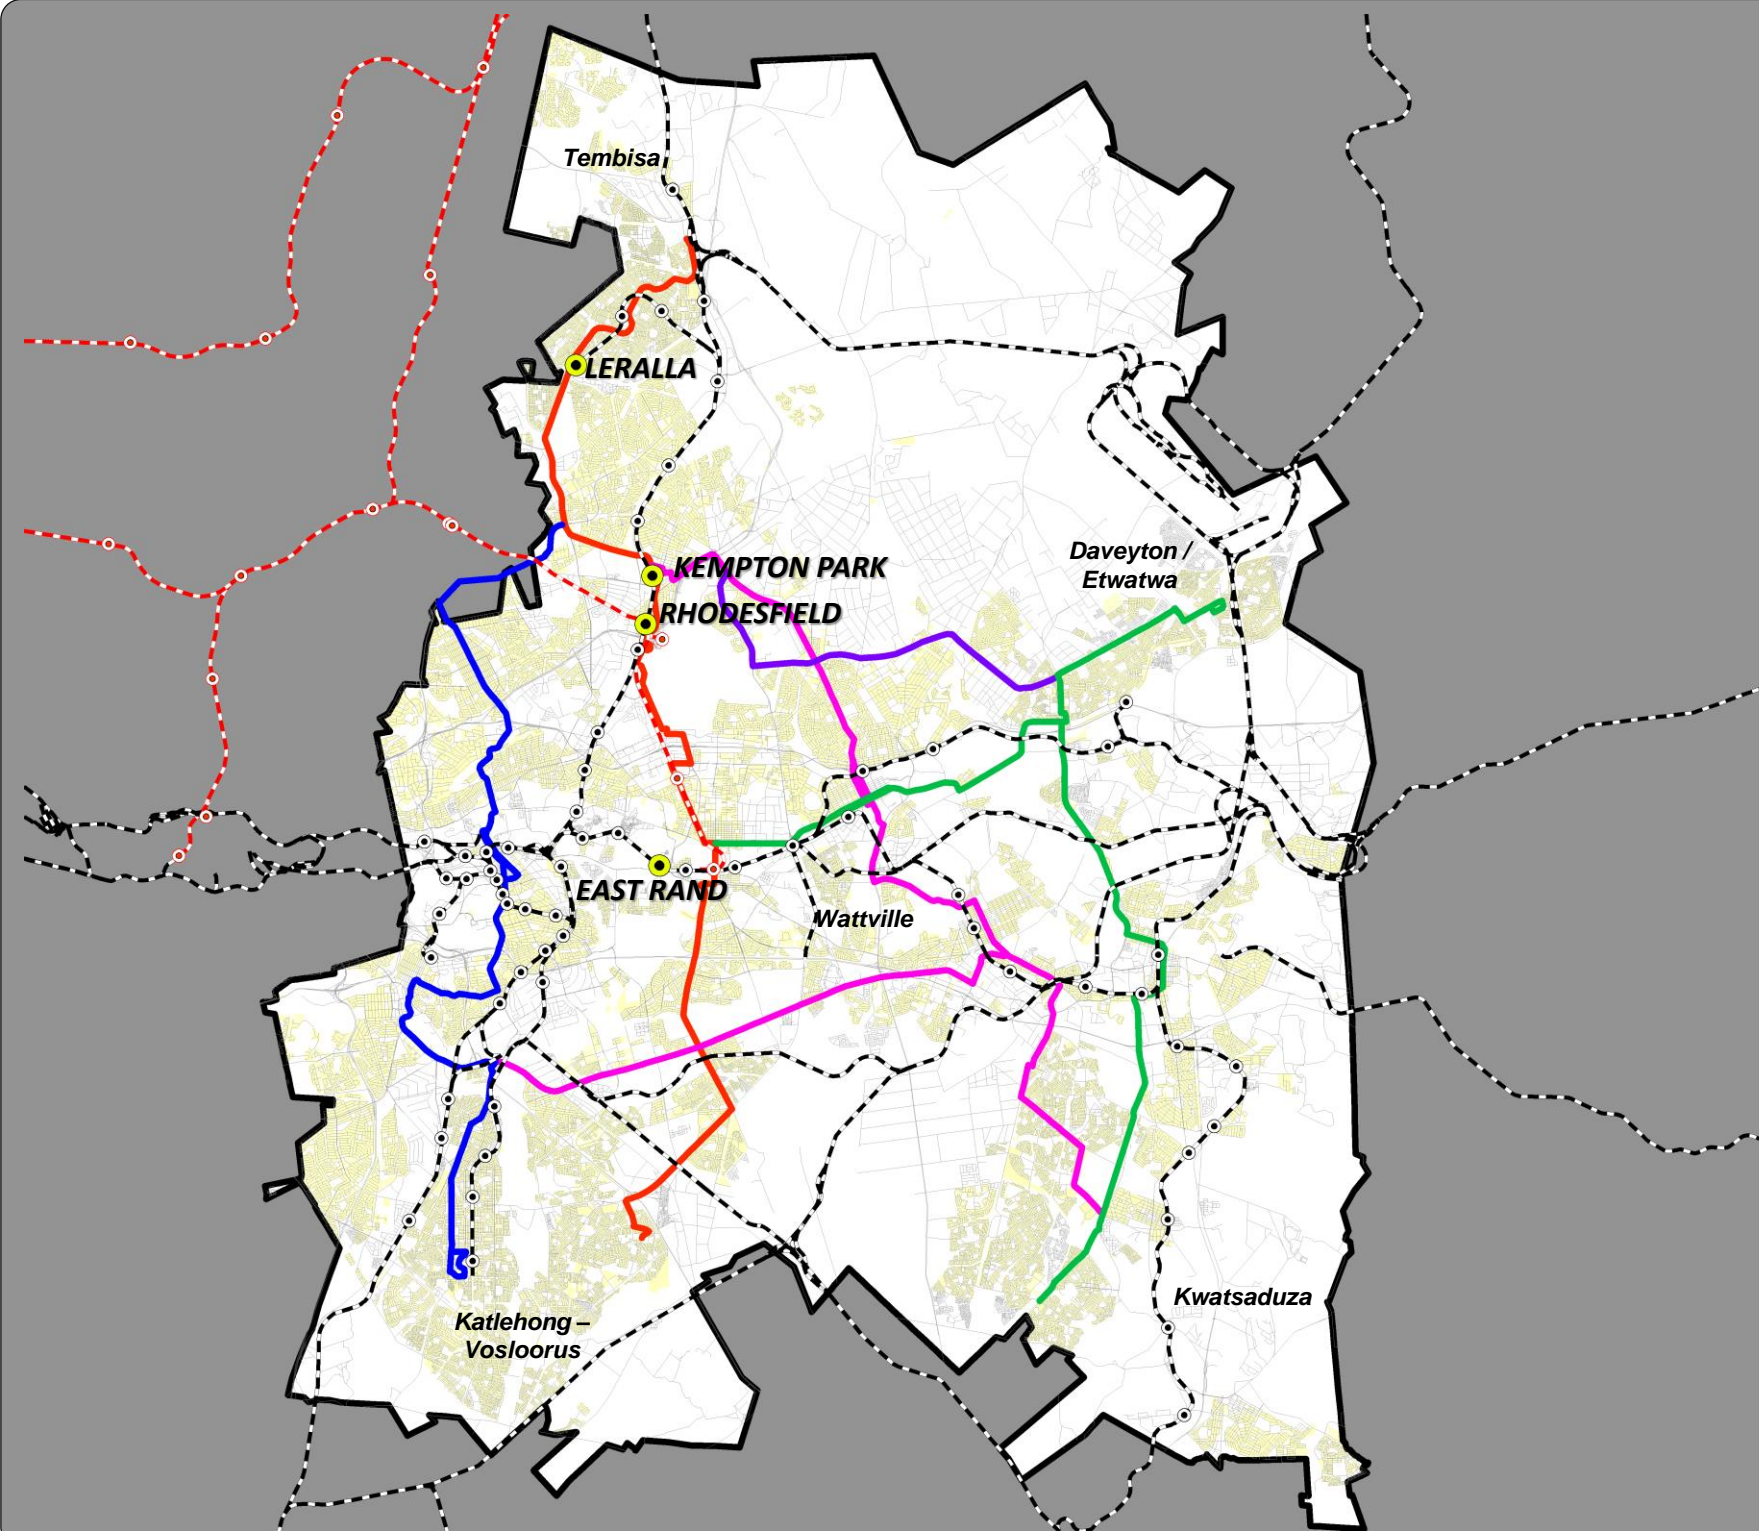 Tembisa
LERALLA
Daveyton /
Etwatwa
KEMPTON PARK
RHODESFIELD
EAST RAND
Wattville
Kwatsaduza
Katlehong –
Vosloorus